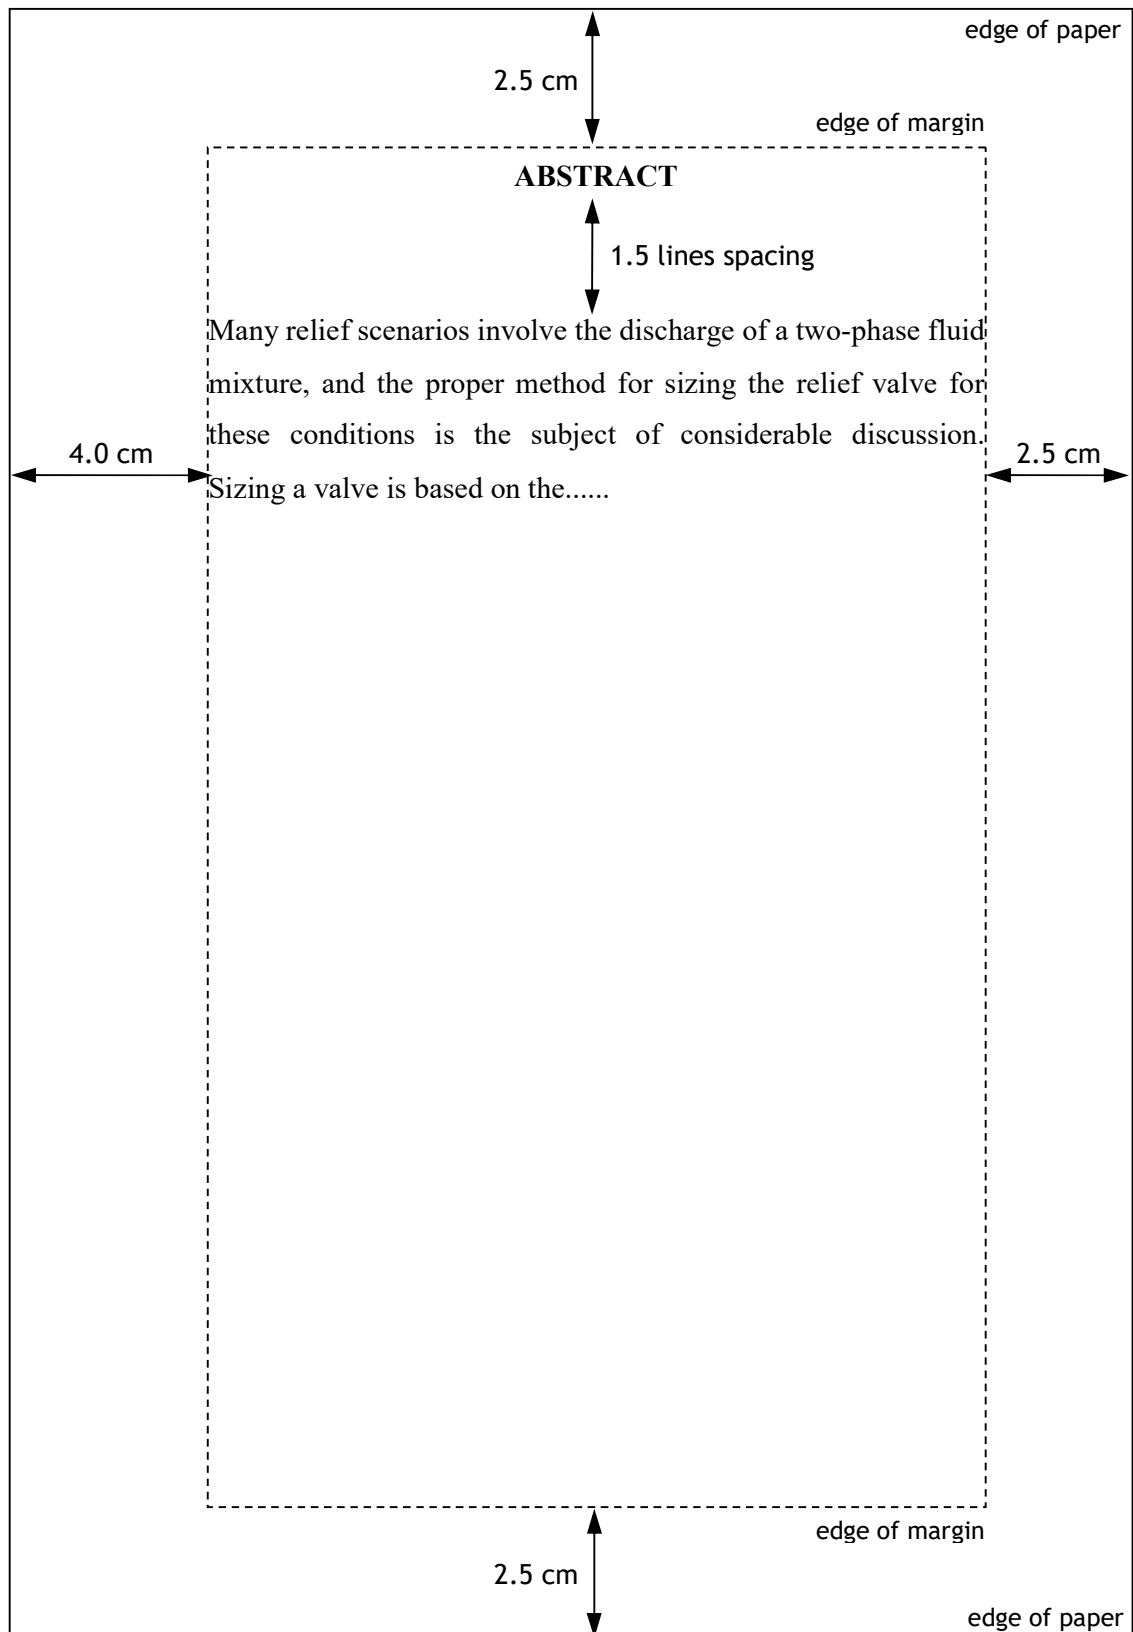 edge of paper
2.5 cm
edge of margin
ABSTRACT
1.5 lines spacing
Many relief scenarios involve the discharge of a two-phase fluid
mixture, and the proper method for sizing the relief valve for
these conditions is the subject of considerable discussion.
4.0 cm
2.5 cm
Sizing a valve is based on the......
edge of margin
2.5 cm
edge of paper